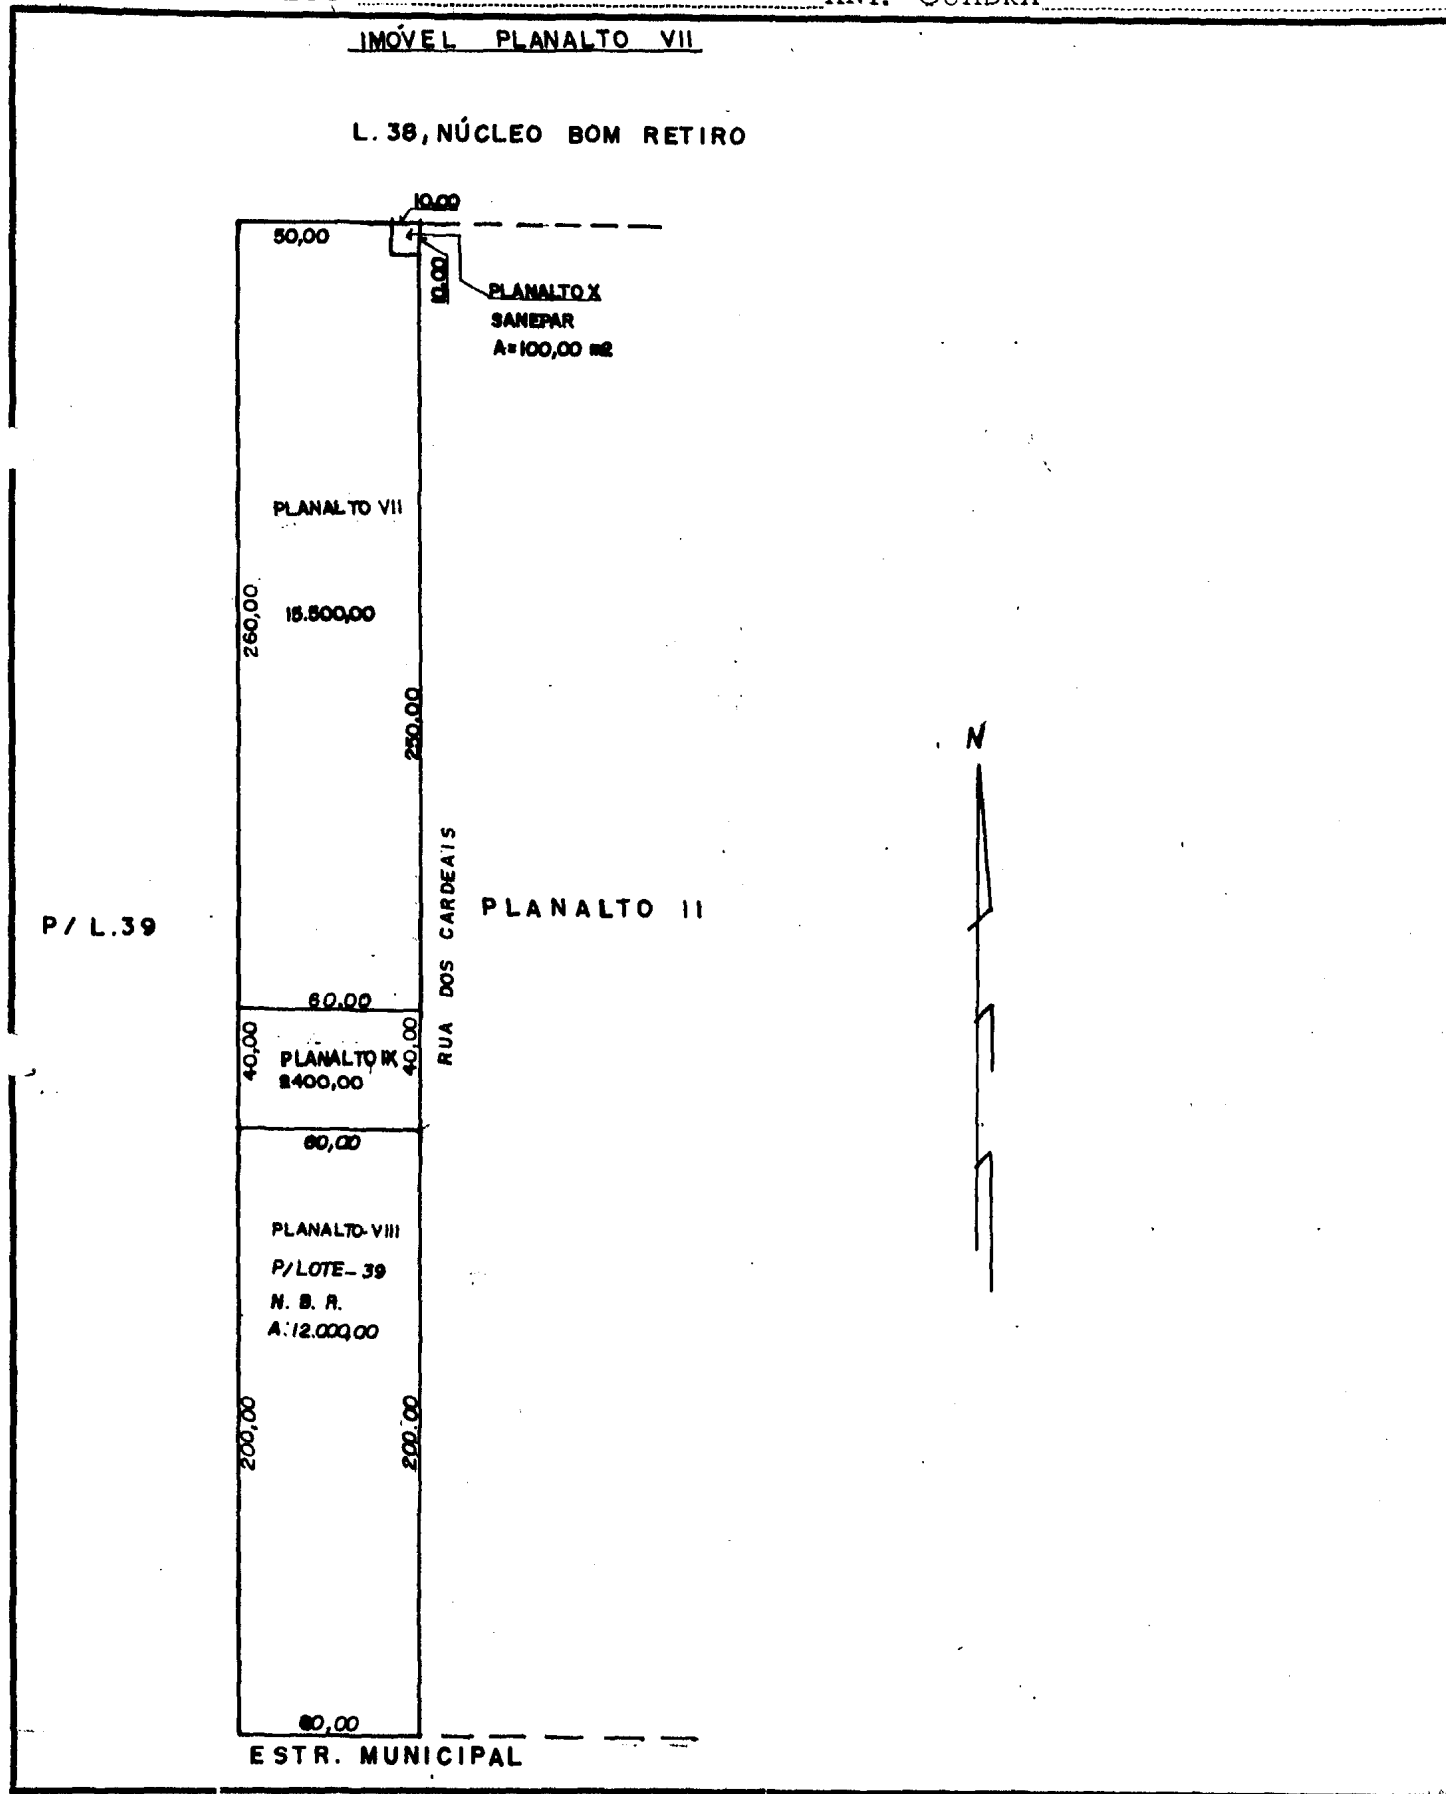 QUADRA
IMÓVEL PLANALTO VII
L. 38, NÚCLEO BOM RETIRO
10,00
50,00
10,00
PLANALTO X
SANEPAR
A=100,00 m2
PLANALTO VII
260,00
15.500,00
250,00
N
RUA DOS CARDEAIS
PLANALTO II
P/ L.39
60,00
40,00
40,00
PLANALTO IX
2400,00
60,00
PLANALTO-VIII
P/LOTE-39
N. B. R.
A:12.000,00
200,00
200.00
60,00
ESTR. MUNICIPAL